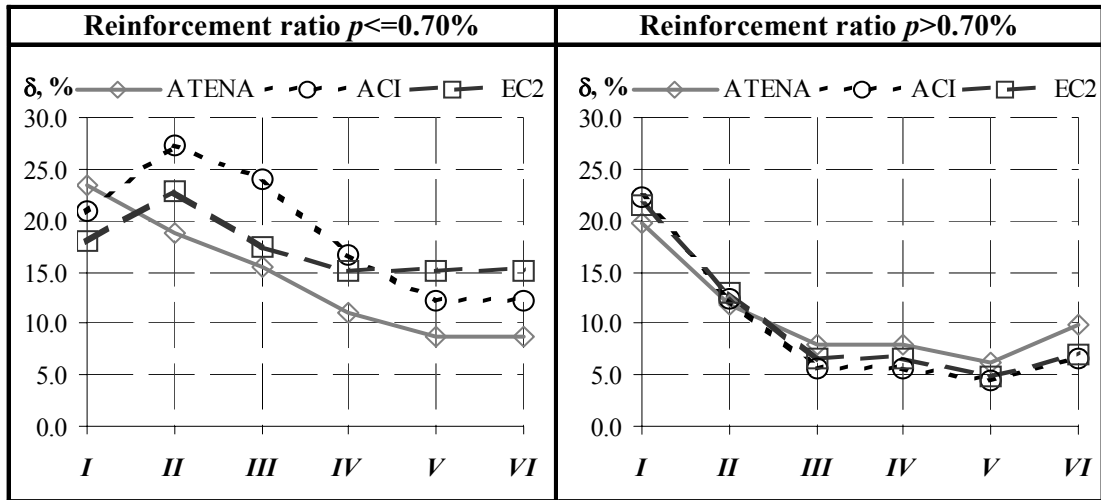 Reinforcement ratio p<=0.70%
Reinforcement ratio p>0.70%
δ, %
ATENA
ACI
EC2
30.0
25.0
20.0
15.0
10.0
5.0
0.0
I II III IV V VI
δ, %
ATENA
ACI
EC2
30.0
25.0
20.0
15.0
10.0
5.0
0.0
I II III IV V VI